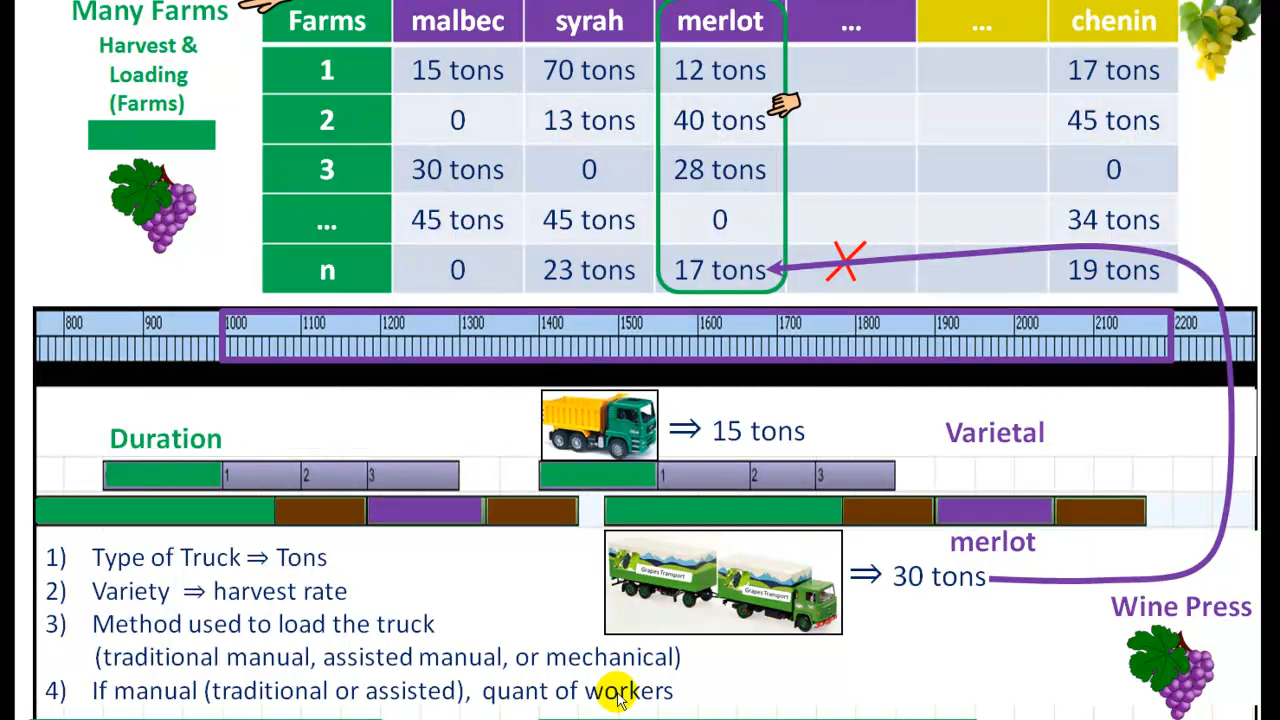 Many Farms
Harvest &
Loading
(Farms)
Farms malbec syrah merlot ... ... chenin
1 15 tons 70 tons 12 tons 17 tons
2 0 13 tons 40 tons 45 tons
3 30 tons 0 28 tons 0
... 45 tons 45 tons 0 34 tons
n 0 23 tons 17 tons 19 tons
800 900 1000 1100 1200 1300 1400 1500 1600 1700 1800 1900 2000 2100 2200
Duration
⇒ 15 tons
Varietal
1 2 3 1 2 3
merlot
Grapes Transport
Grapes Transport
⇒ 30 tons
Wine Press
1) Type of Truck ⇒ Tons
2) Variety ⇒ harvest rate
3) Method used to load the truck
(traditional manual, assisted manual, or mechanical)
4) If manual (traditional or assisted), quant of workers